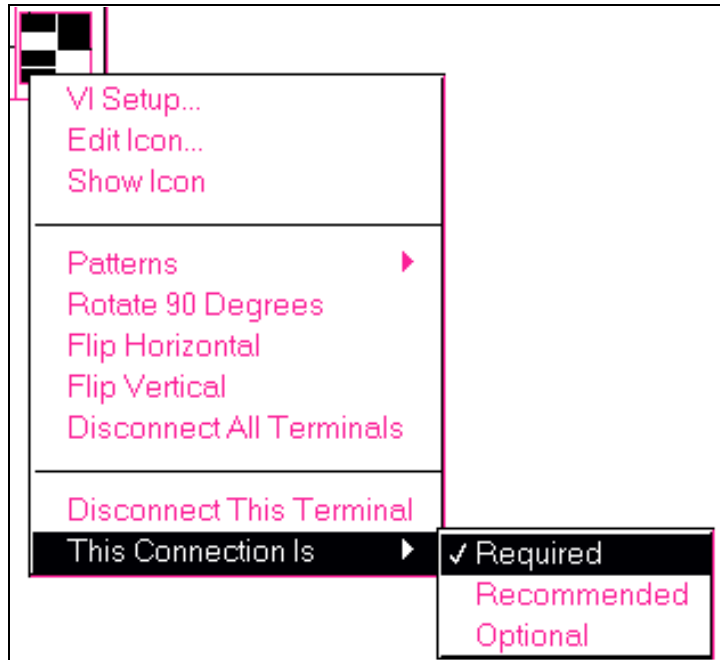 VI Setup...
Edit Icon...
Show Icon
Patterns
Rotate 90 Degrees
Flip Horizontal
Flip Vertical
Disconnect All Terminals
Disconnect This Terminal
This Connection Is
✓ Required
Recommended
Optional